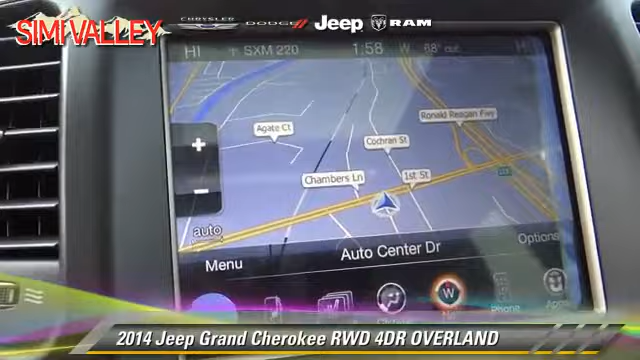 SIMI VALLEY
CHRYSLER DODGE Jeep RAM
HI SXM 220 1:58 W 68° out
Ronald Reagan Fwy
Agate Ct
Cochran St
Chambers Ln
1st St
+
−
auto
Menu Auto Center Dr Options
W
Phone Apps
2014 Jeep Grand Cherokee RWD 4DR OVERLAND